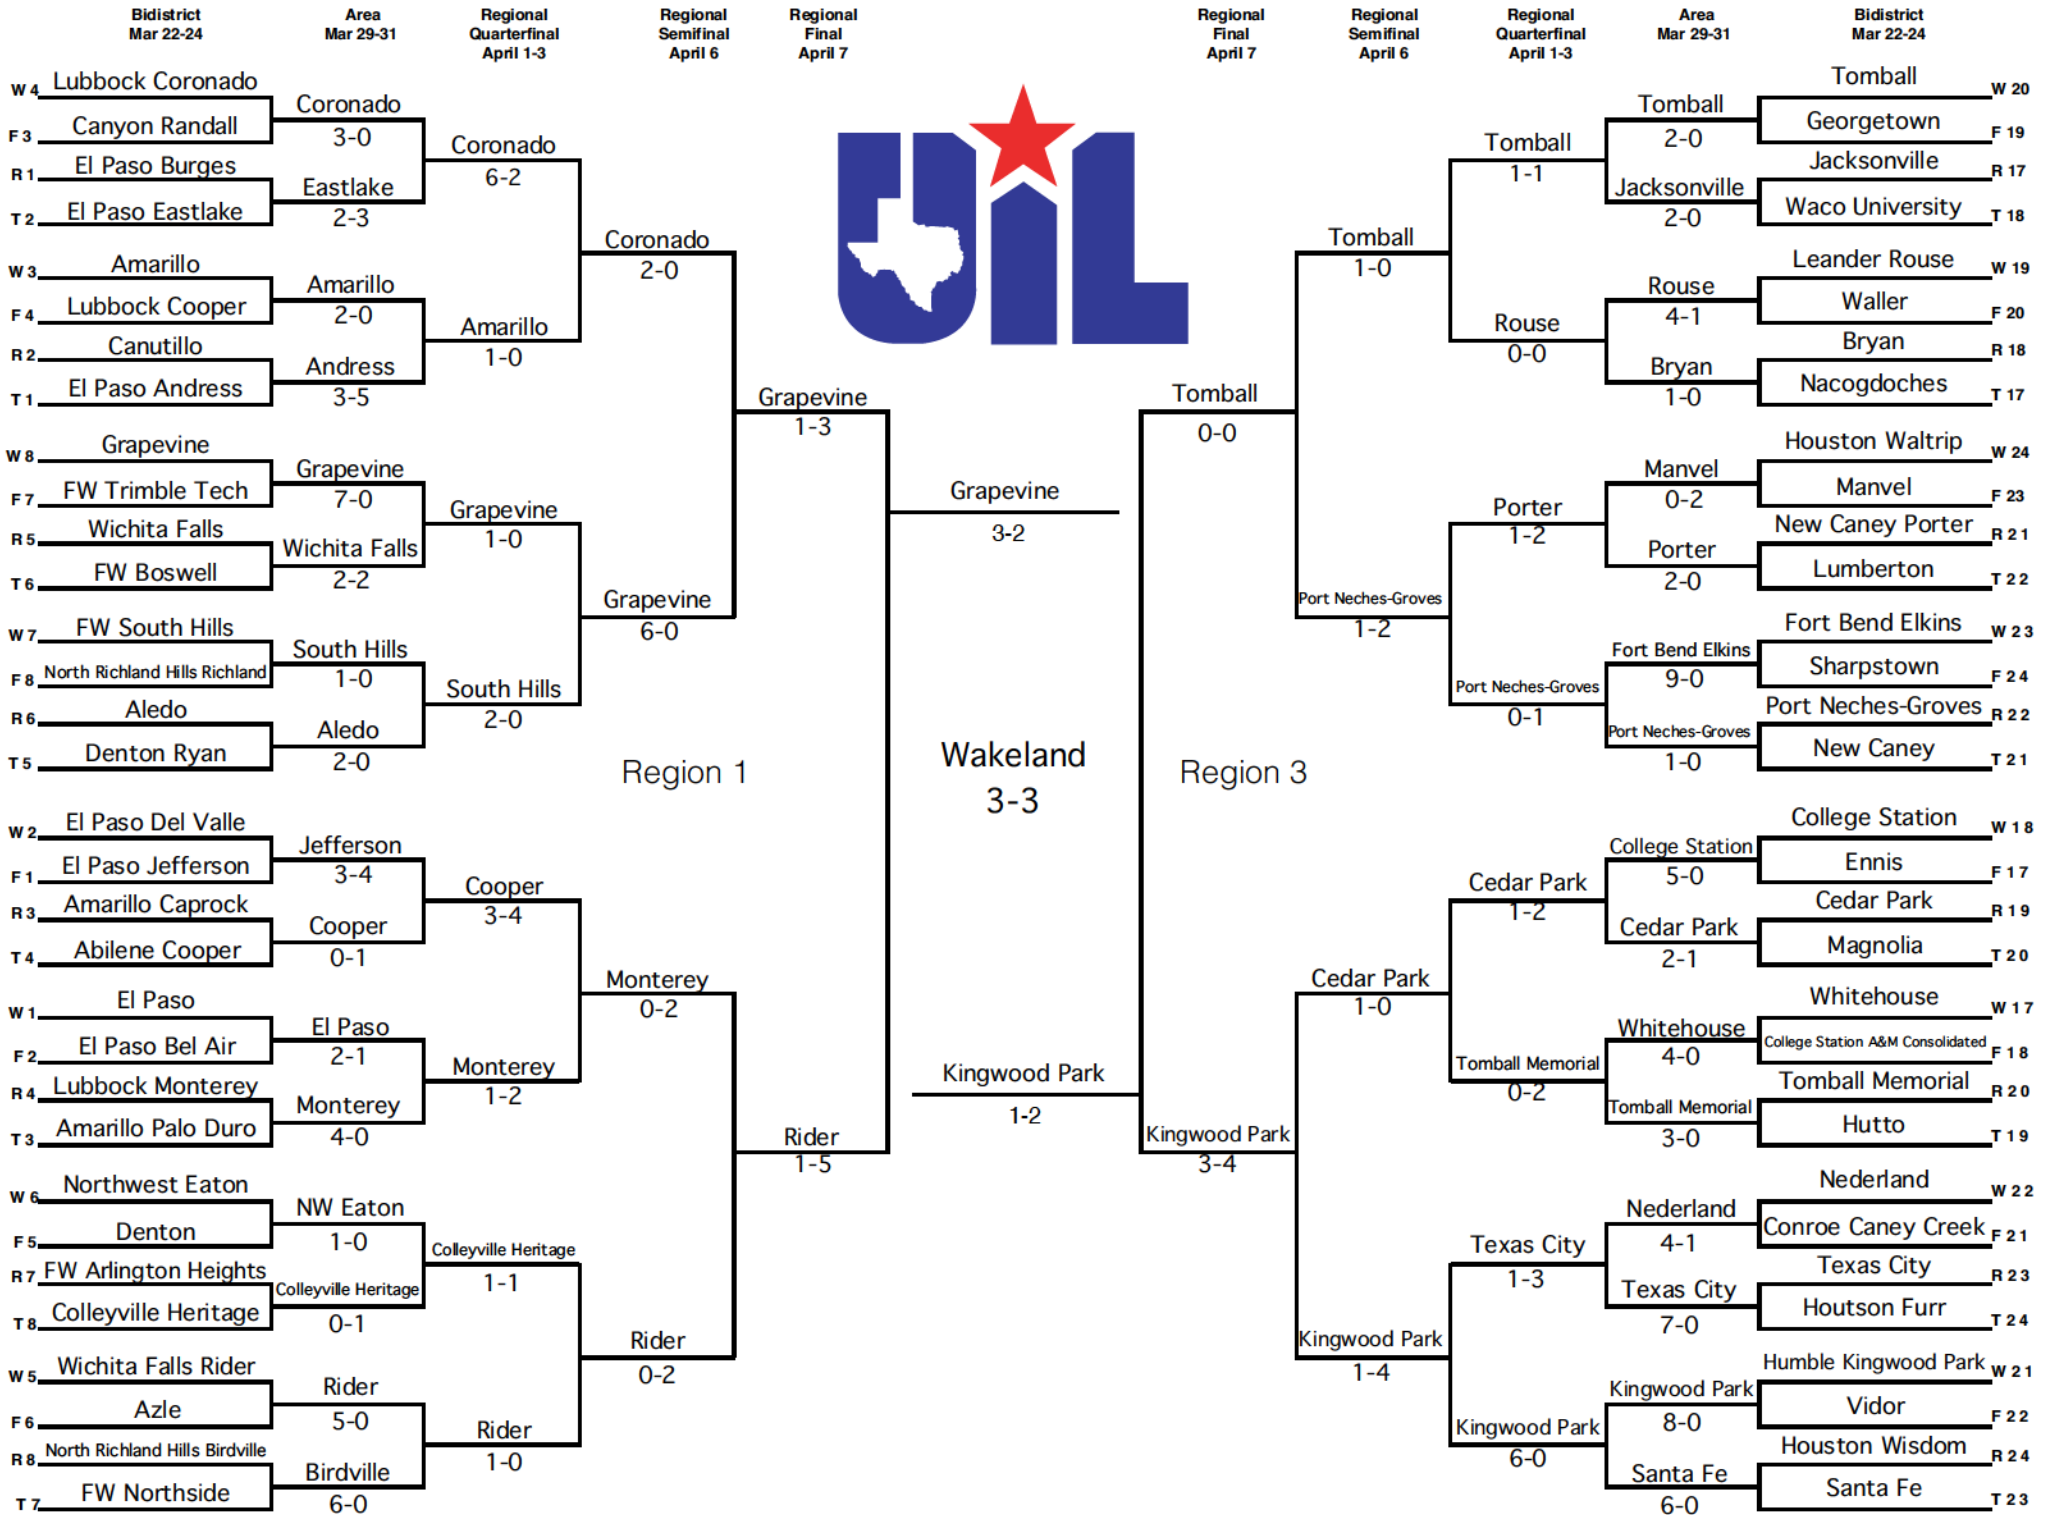 Bidistrict
Mar 22-24
Area
Mar 29-31
Regional
Quarterfinal
April 1-3
Regional
Semifinal
April 6
Regional
Final
April 7
Regional
Final
April 7
Regional
Semifinal
April 6
Regional
Quarterfinal
April 1-3
Area
Mar 29-31
Bidistrict
Mar 22-24
W 4 Lubbock Coronado
F 3 Canyon Randall
R 1 El Paso Burges
T 2 El Paso Eastlake
W 3 Amarillo
F 4 Lubbock Cooper
R 2 Canutillo
T 1 El Paso Andress
W 8 Grapevine
F 7 FW Trimble Tech
R 5 Wichita Falls
T 6 FW Boswell
W 7 FW South Hills
F 8 North Richland Hills Richland
R 6 Aledo
T 5 Denton Ryan
W 2 El Paso Del Valle
F 1 El Paso Jefferson
R 3 Amarillo Caprock
T 4 Abilene Cooper
W 1 El Paso
F 2 El Paso Bel Air
R 4 Lubbock Monterey
T 3 Amarillo Palo Duro
W 6 Northwest Eaton
F 5 Denton
R 7 FW Arlington Heights
T 8 Colleyville Heritage
W 5 Wichita Falls Rider
F 6 Azle
R 8 North Richland Hills Birdville
T 7 FW Northside
Coronado
3-0
Eastlake
2-3
Amarillo
2-0
Andress
3-5
Grapevine
7-0
Wichita Falls
2-2
South Hills
1-0
Aledo
2-0
Jefferson
3-4
Cooper
0-1
El Paso
2-1
Monterey
4-0
NW Eaton
1-0
Colleyville Heritage
0-1
Rider
5-0
Birdville
6-0
Coronado
6-2
Amarillo
1-0
Grapevine
1-0
South Hills
2-0
Cooper
3-4
Monterey
1-2
Colleyville Heritage
1-1
Rider
1-0
Coronado
2-0
Grapevine
6-0
Monterey
0-2
Rider
0-2
Grapevine
1-3
Rider
1-5
Region 1
UIL
Grapevine
3-2
Wakeland
3-3
Kingwood Park
1-2
Region 3
Tomball
0-0
Kingwood Park
3-4
Tomball
1-0
Port Neches-Groves
1-2
Cedar Park
1-0
Kingwood Park
1-4
Tomball
1-1
Rouse
0-0
Porter
1-2
Port Neches-Groves
0-1
Cedar Park
1-2
Tomball Memorial
0-2
Texas City
1-3
Kingwood Park
6-0
Tomball
2-0
Jacksonville
2-0
Rouse
4-1
Bryan
1-0
Manvel
0-2
Porter
2-0
Fort Bend Elkins
9-0
Port Neches-Groves
1-0
College Station
5-0
Cedar Park
2-1
Whitehouse
4-0
Tomball Memorial
3-0
Nederland
4-1
Texas City
7-0
Kingwood Park
8-0
Santa Fe
6-0
Tomball W 20
Georgetown F 19
Jacksonville R 17
Waco University T 18
Leander Rouse W 19
Waller F 20
Bryan R 18
Nacogdoches T 17
Houston Waltrip W 24
Manvel F 23
New Caney Porter R 21
Lumberton T 22
Fort Bend Elkins W 23
Sharpstown F 24
Port Neches-Groves R 22
New Caney T 21
College Station W 18
Ennis F 17
Cedar Park R 19
Magnolia T 20
Whitehouse W 17
College Station A&M Consolidated F 18
Tomball Memorial R 20
Hutto T 19
Nederland W 22
Conroe Caney Creek F 21
Texas City R 23
Houtson Furr T 24
Humble Kingwood Park W 21
Vidor F 22
Houston Wisdom R 24
Santa Fe T 23